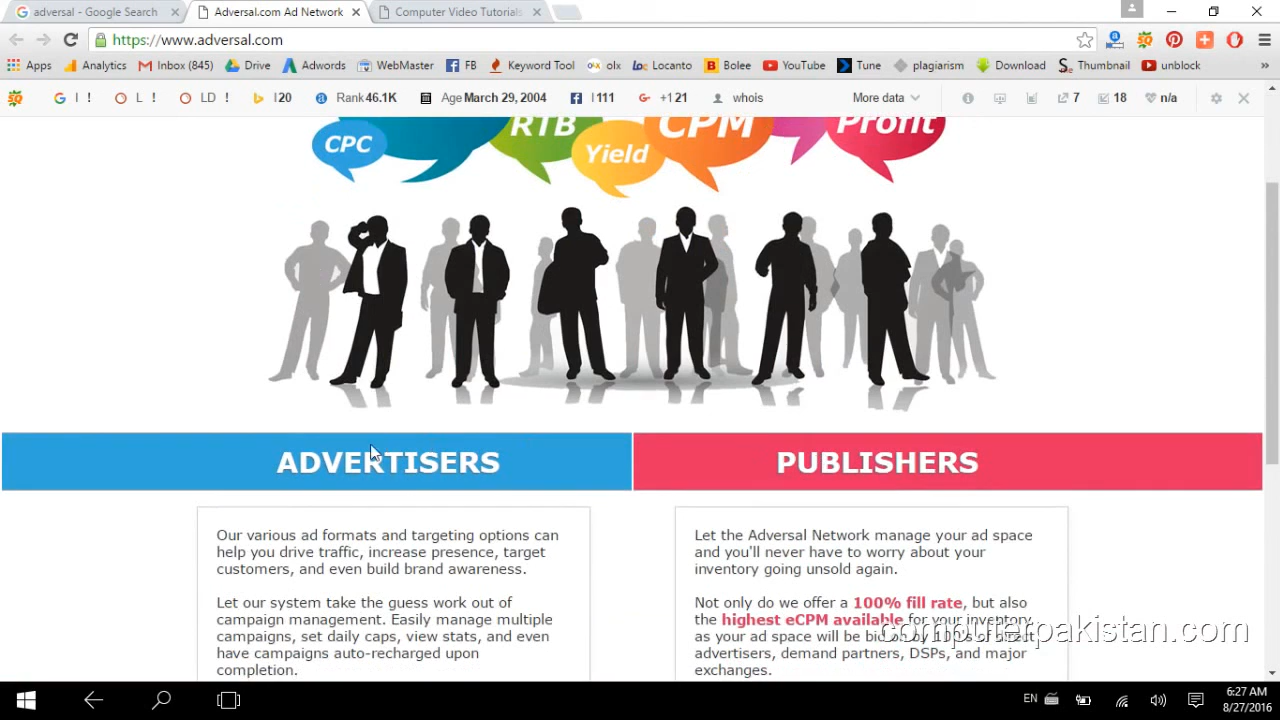 adversal - Google Search
Adversal.com Ad Network
Computer Video Tutorials
https://www.adversal.com
Apps Analytics Inbox (845) Drive Adwords WebMaster FB Keyword Tool olx Locanto Bolee YouTube Tune plagiarism Download Thumbnail unblock »
I ! L ! LD ! I20 Rank46.1K AgeMarch 29, 2004 I111 +121 whois More data 7 18 n/a
CPC RTB Yield CPM Profit
ADVERTISERS
PUBLISHERS
Our various ad formats and targeting options can
help you drive traffic, increase presence, target
customers, and even build brand awareness.
Let our system take the guess work out of
campaign management. Easily manage multiple
campaigns, set daily caps, view stats, and even
have campaigns auto-recharged upon
completion.
Let the Adversal Network manage your ad space
and you'll never have to worry about your
inventory going unsold again.
Not only do we offer a 100% fill rate, but also
the highest eCPM available for your inventory
as your ad space will be bid
advertisers, demand partners, DSPs, and major
exchanges.
computerpakistan.com
EN
6:27 AM
8/27/2016